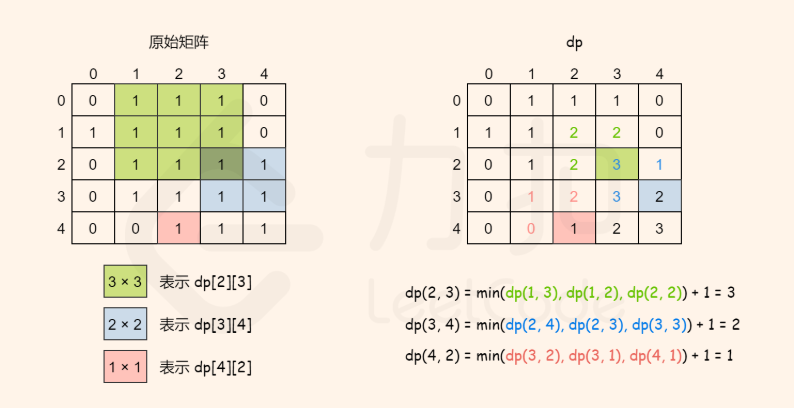 原始矩阵 dp
0 1 2 3 4 0 1 2 3 4
0 0 1 1 1 0 0 0 1 1 1 0
1 1 1 1 1 0 1 1 1 2 2 0
2 0 1 1 1 1 2 0 1 2 3 1
3 0 1 1 1 1 3 0 1 2 3 2
4 0 0 1 1 1 4 0 0 1 2 3
3 × 3 表示 dp[2][3]
2 × 2 表示 dp[3][4]
1 × 1 表示 dp[4][2]
dp(2, 3) = min(dp(1, 3), dp(1, 2), dp(2, 2)) + 1 = 3
dp(3, 4) = min(dp(2, 4), dp(2, 3), dp(3, 3)) + 1 = 2
dp(4, 2) = min(dp(3, 2), dp(3, 1), dp(4, 1)) + 1 = 1
力扣
LeetCode